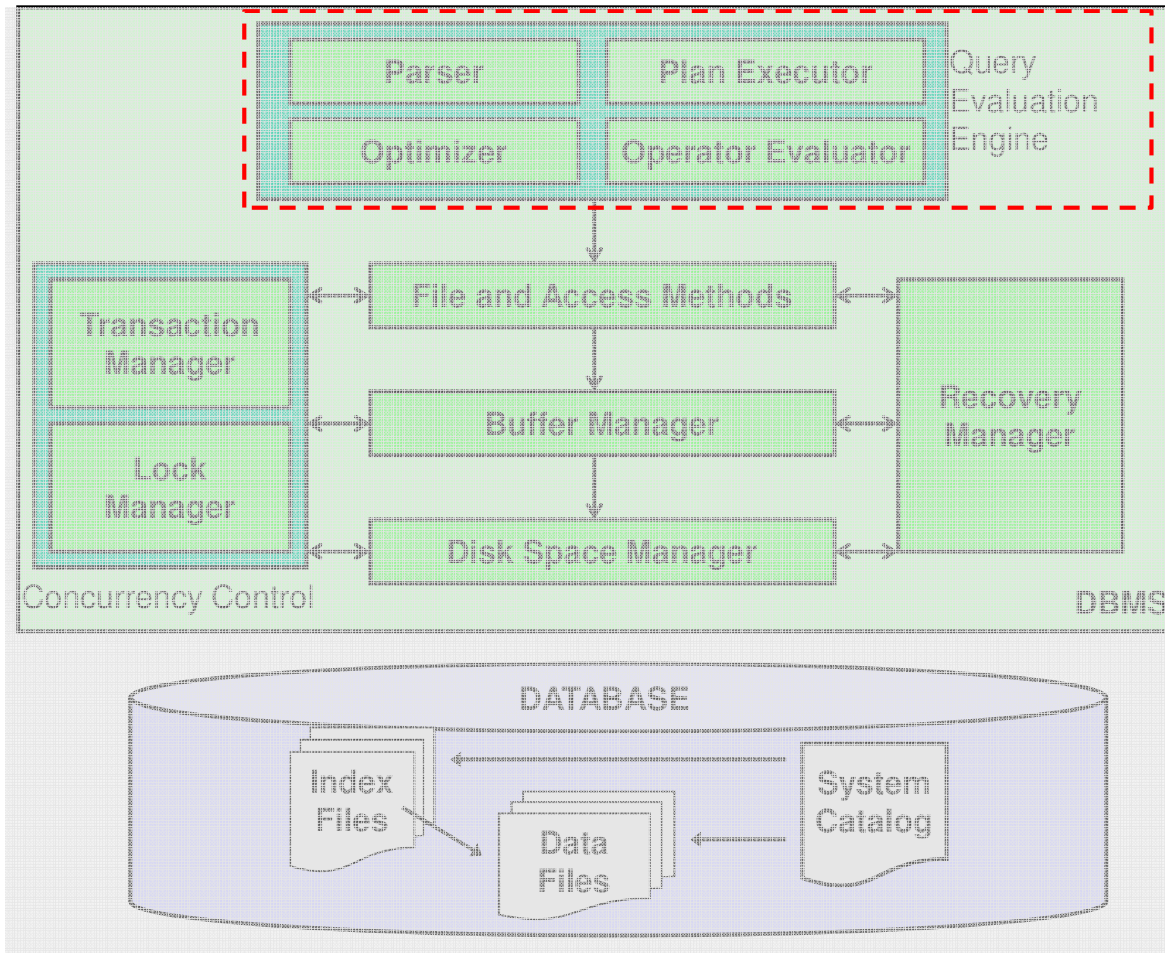 Parser
Plan Executor
Optimizer
Operator Evaluator
Query
Evaluation
Engine
File and Access Methods
Transaction
Manager
Lock
Manager
Buffer Manager
Disk Space Manager
Recovery
Manager
Concurrency Control
DBMS
DATABASE
Index
Files
Data
Files
System
Catalog